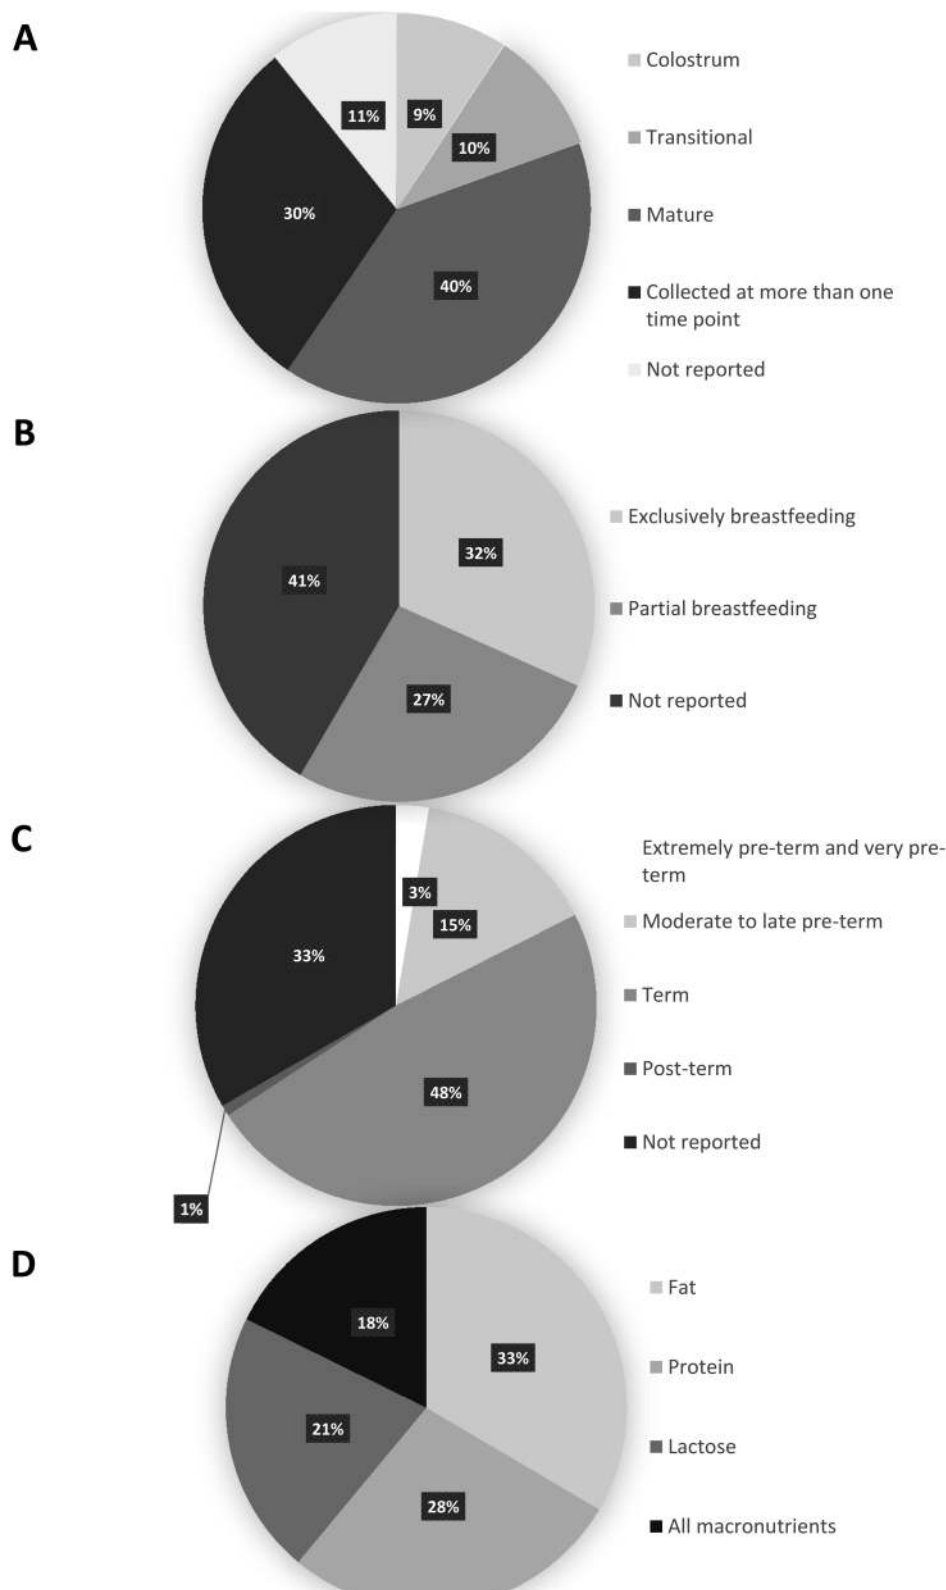 A
11%
9%
10%
30%
40%
Colostrum
Transitional
Mature
Collected at more than one
time point
Not reported
B
32%
41%
27%
Exclusively breastfeeding
Partial breastfeeding
Not reported
C
3%
15%
33%
48%
1%
Extremely pre-term and very pre-
term
Moderate to late pre-term
Term
Post-term
Not reported
D
18%
33%
21%
28%
Fat
Protein
Lactose
All macronutrients